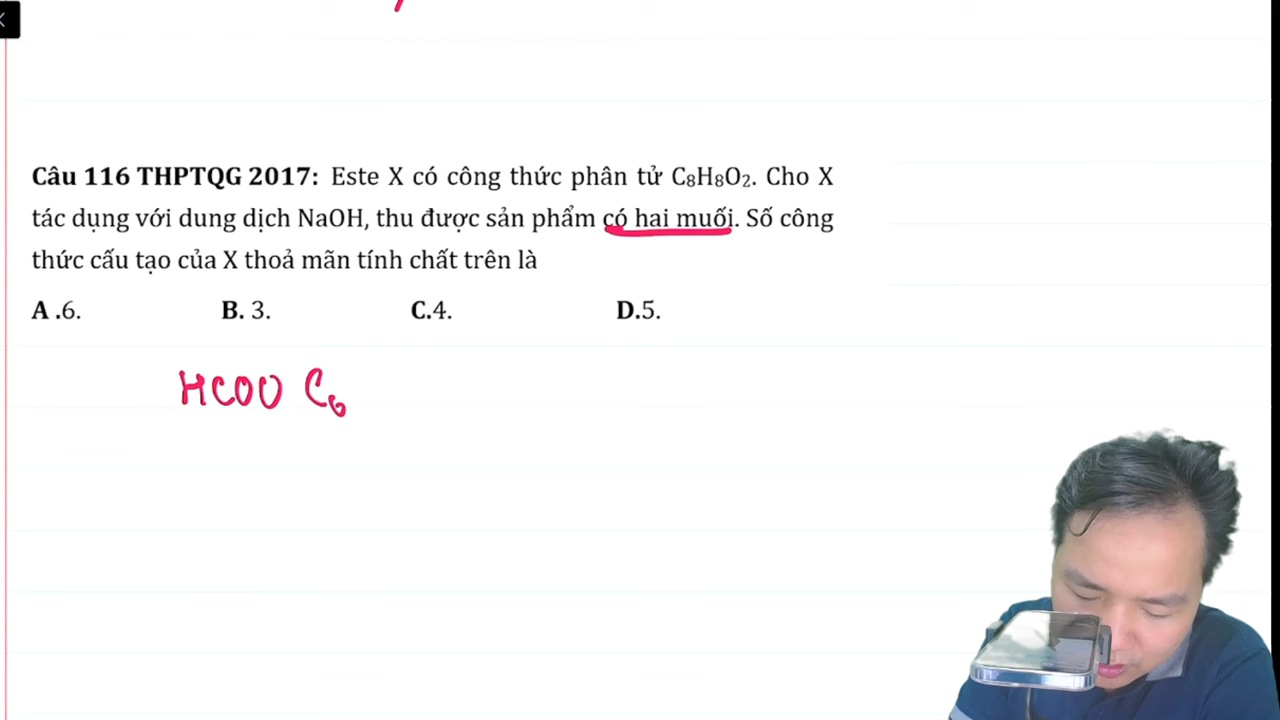 Câu 116 THPTQG 2017: Este X có công thức phân tử C₈H₈O₂. Cho X
tác dụng với dung dịch NaOH, thu được sản phẩm có hai muối. Số công
thức cấu tạo của X thoả mãn tính chất trên là
A .6. B. 3. C.4. D.5.
HCOO C₆